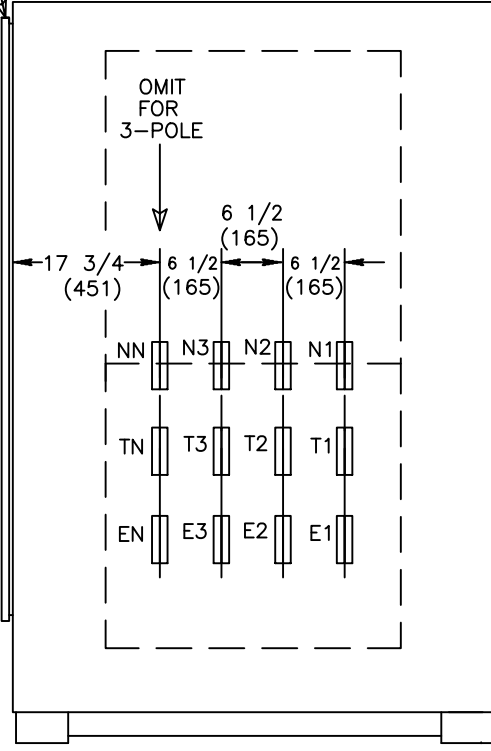 OMIT
FOR
3-POLE
6 1/2
(165)
17 3/4
(451)
6 1/2
(165)
6 1/2
(165)
NN N3 N2 N1
TN T3 T2 T1
EN E3 E2 E1